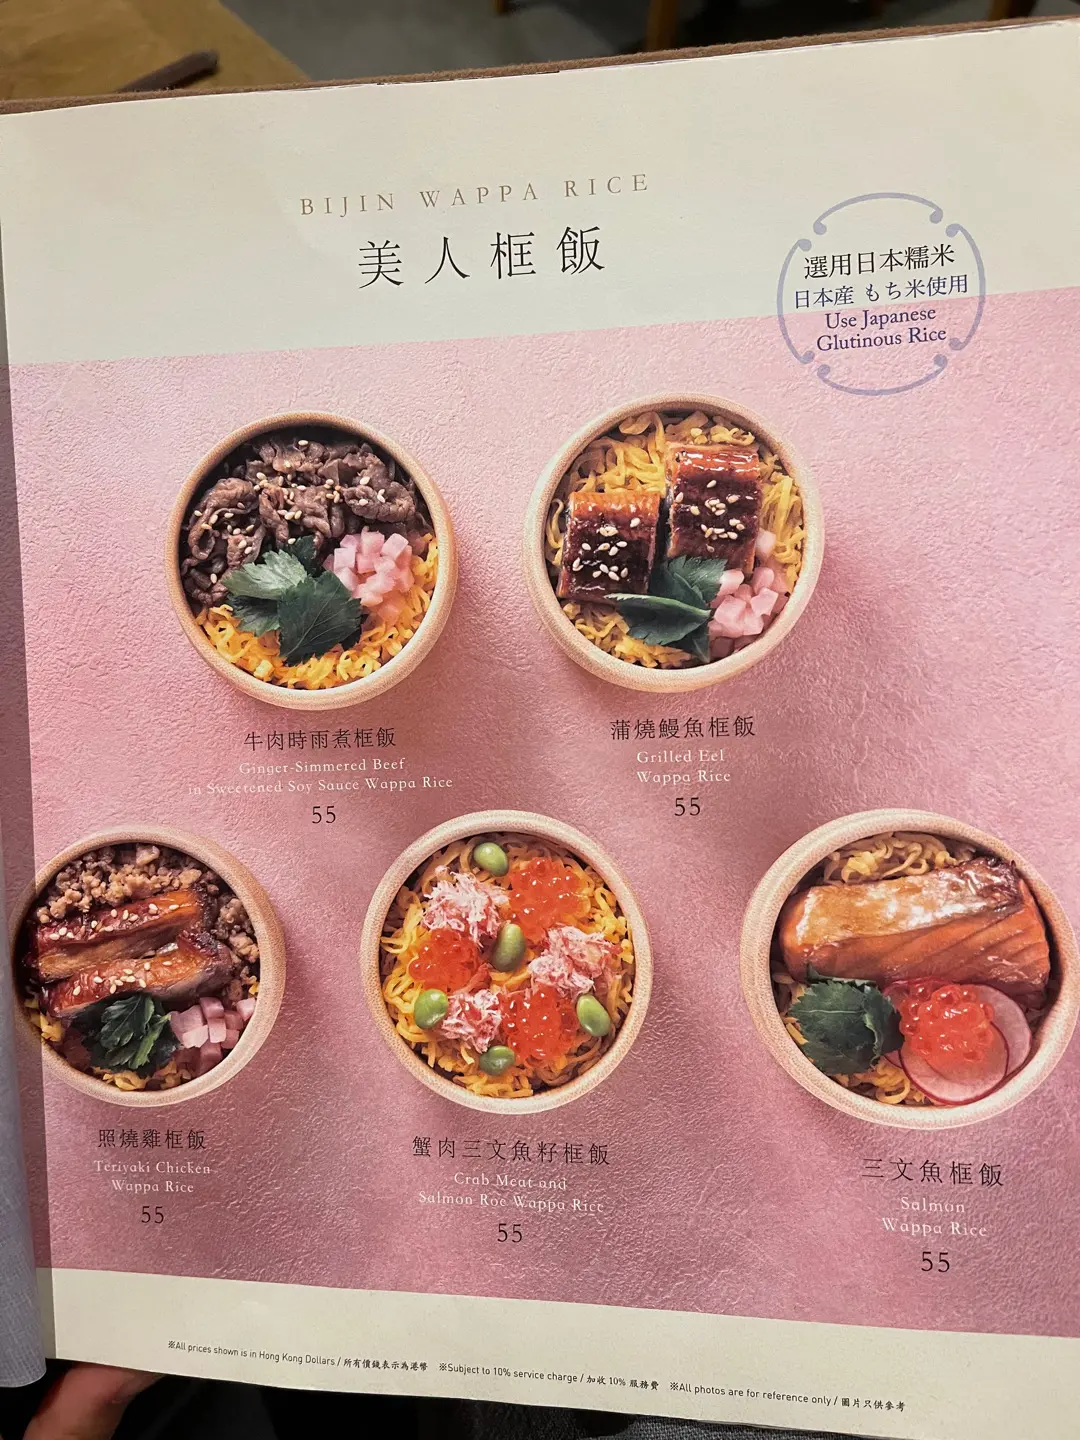 BIJIN WAPPA RICE
美人框飯
選用日本糯米
日本産 もち米使用
Use Japanese
Glutinous Rice
牛肉時雨煮框飯
Ginger-Simmered Beef
in Sweetened Soy Sauce Wappa Rice
55
蒲燒鰻魚框飯
Grilled Eel
Wappa Rice
55
照燒雞框飯
Teriyaki Chicken
Wappa Rice
55
蟹肉三文魚籽框飯
Crab Meat and
Salmon Roe Wappa Rice
55
三文魚框飯
Salmon
Wappa Rice
55
※All prices shown is in Hong Kong Dollars / 所有價錢表示為港幣 ※Subject to 10% service charge / 加收 10% 服務費 ※All photos are for reference only / 圖片只供參考